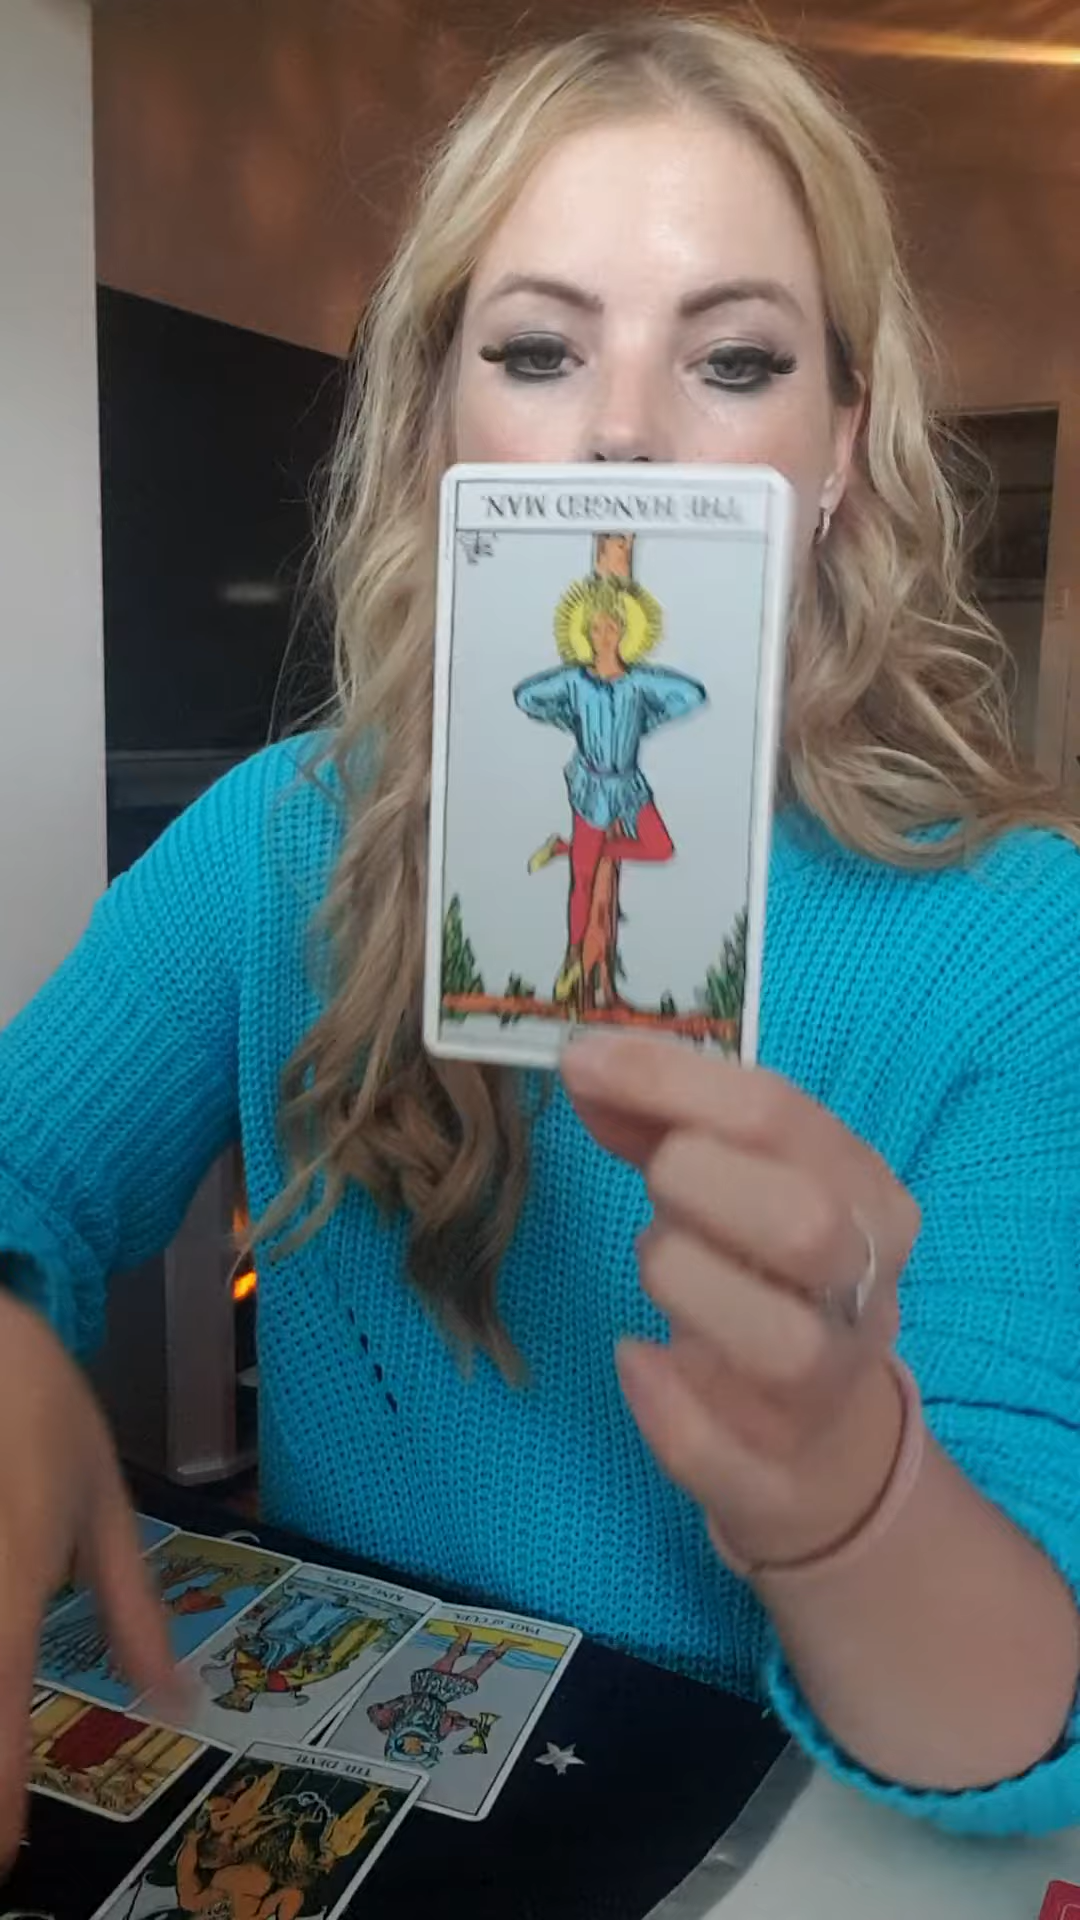 THE HANGED MAN.
KING of CUPS.
PAGE of CUPS.
THE DEVIL.